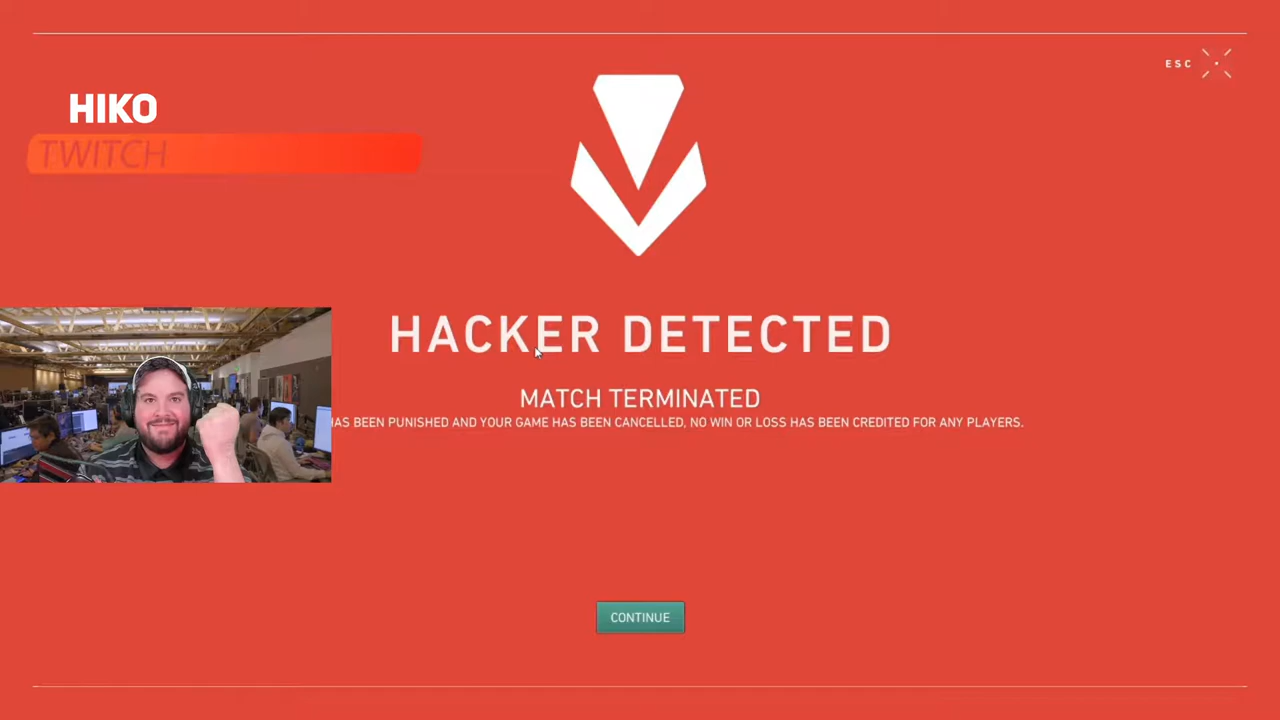 ESC
HIKO
TWITCH
HACKER DETECTED
MATCH TERMINATED
HAS BEEN PUNISHED AND YOUR GAME HAS BEEN CANCELLED, NO WIN OR LOSS HAS BEEN CREDITED FOR ANY PLAYERS.
CONTINUE